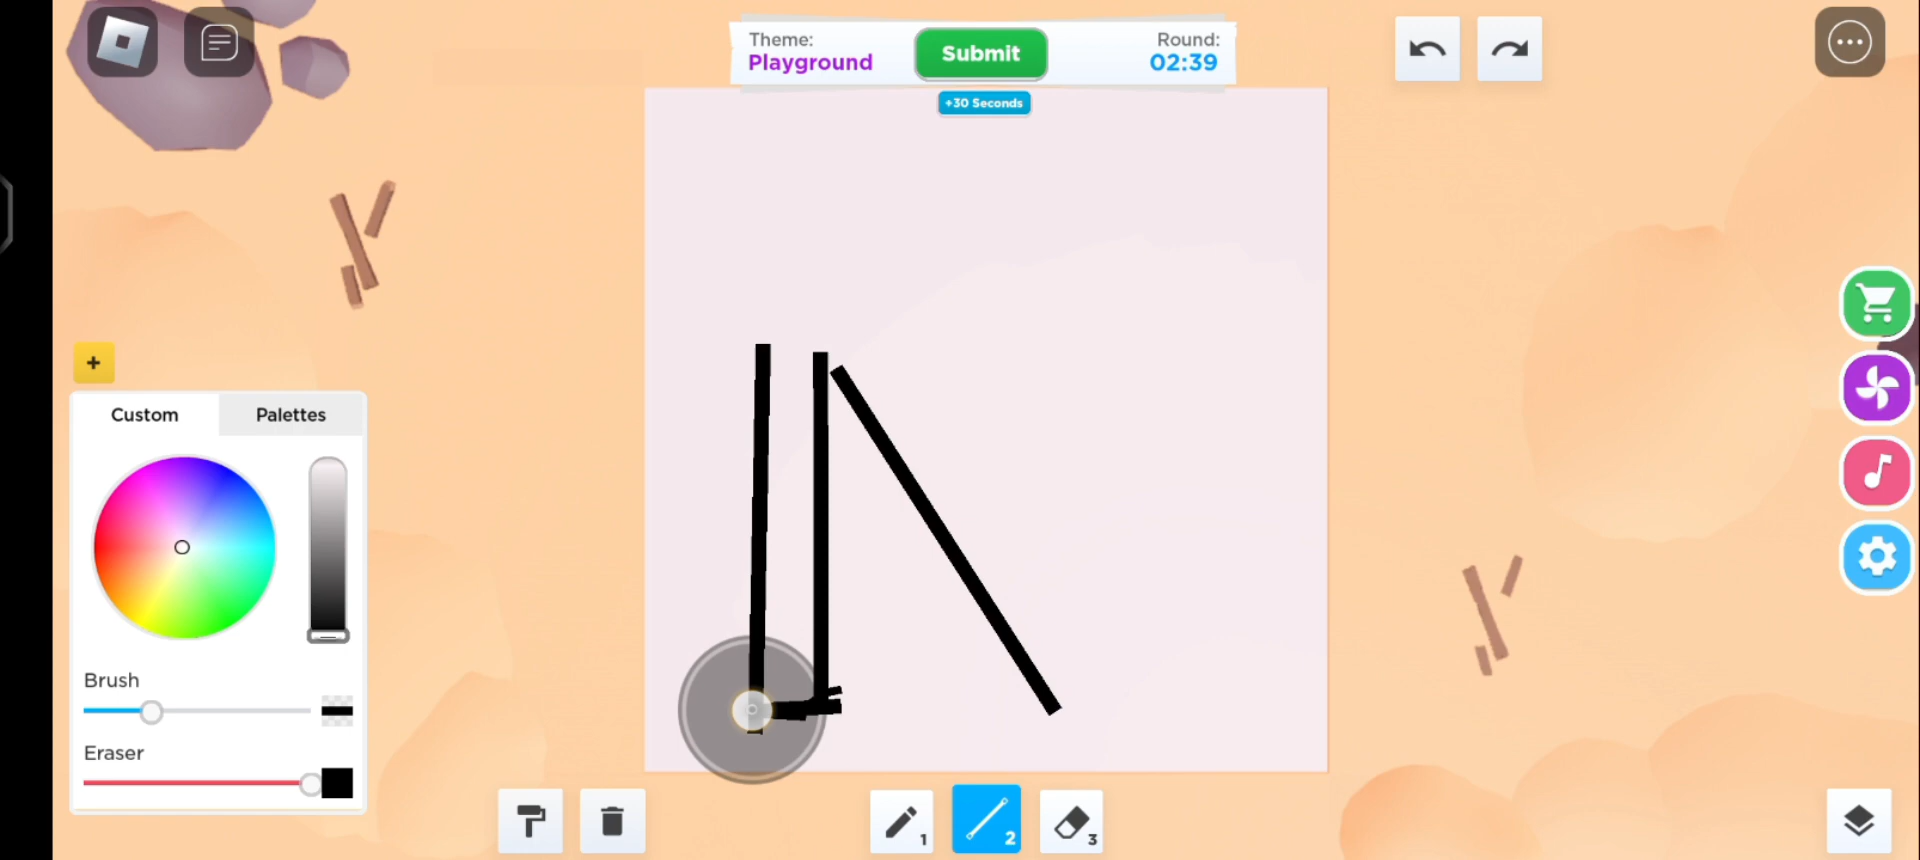 Theme:
Playground
Submit
Round:
02:39
+30 Seconds
+
Custom
Palettes
Brush
Eraser
1
2
3